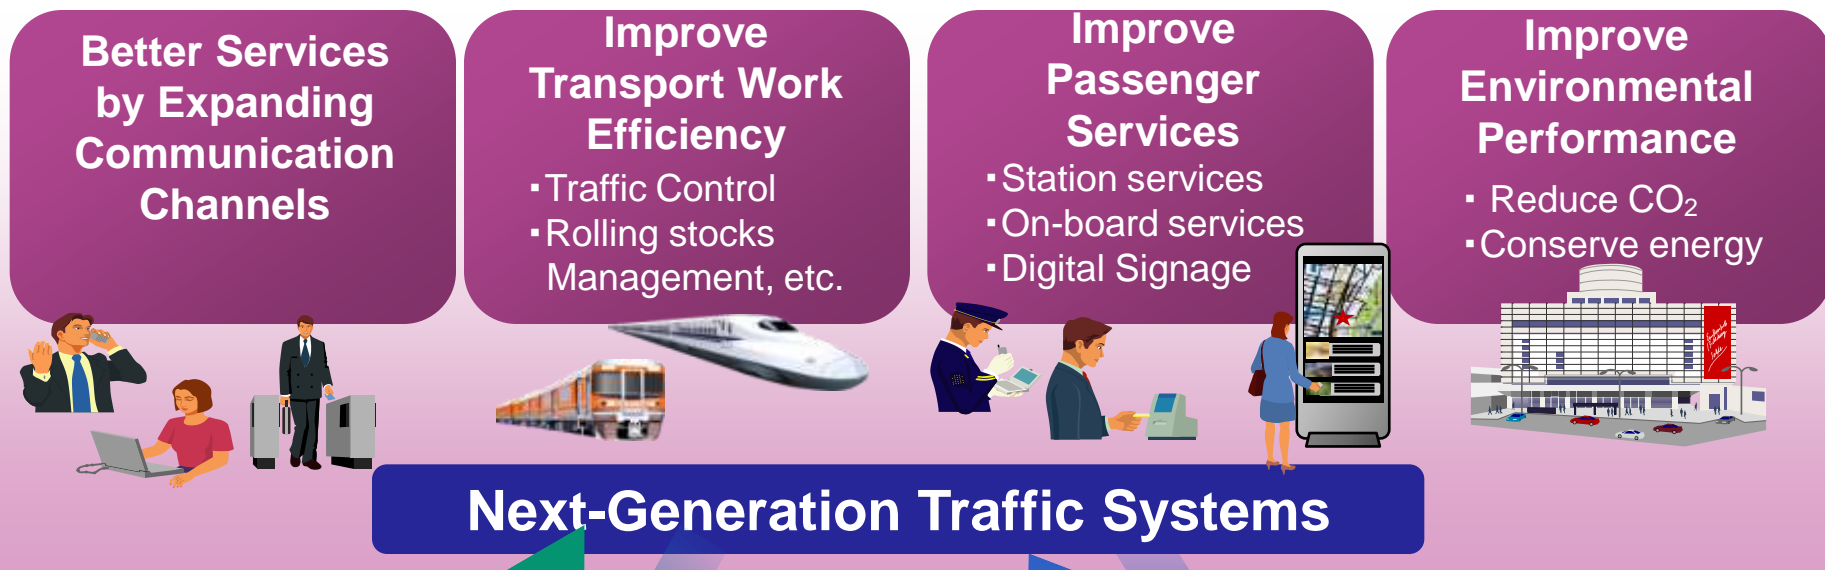 Better Services
by Expanding
Communication
Channels
Improve
Transport Work
Efficiency
▪Traffic Control
▪Rolling stocks
Management, etc.
Improve
Passenger
Services
▪Station services
▪On-board services
▪Digital Signage
Improve
Environmental
Performance
▪ Reduce CO₂
▪Conserve energy
Next-Generation Traffic Systems